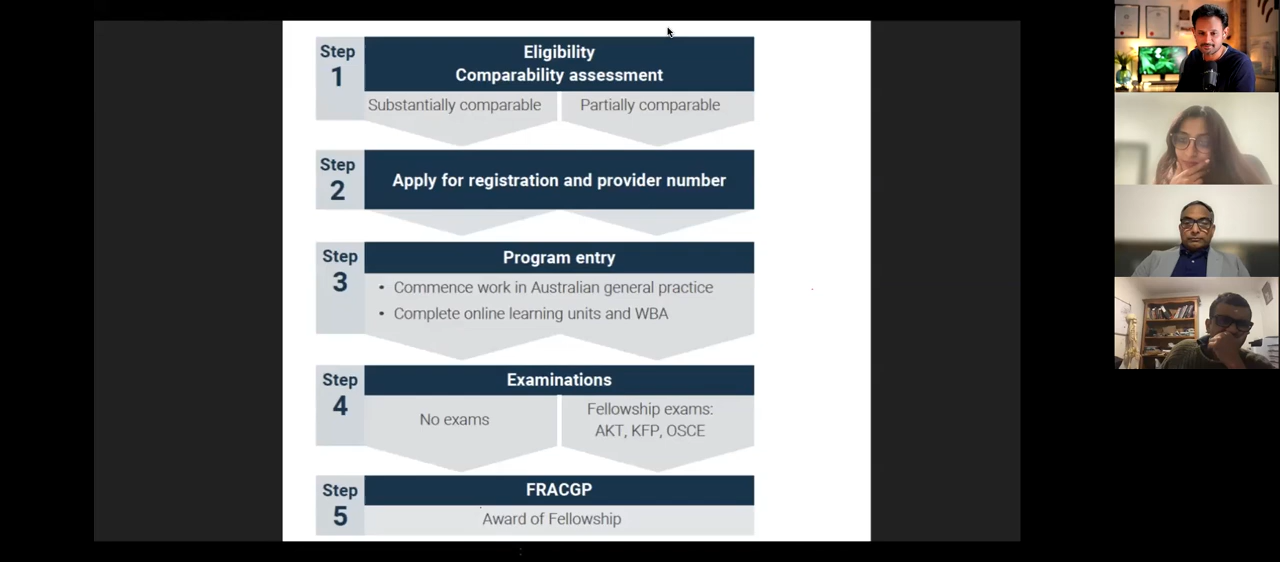 Step
1
Eligibility
Comparability assessment
Substantially comparable
Partially comparable
Step
2
Apply for registration and provider number
Step
3
Program entry
• Commence work in Australian general practice
• Complete online learning units and WBA
Step
4
Examinations
No exams
Fellowship exams:
AKT, KFP, OSCE
Step
5
FRACGP
Award of Fellowship